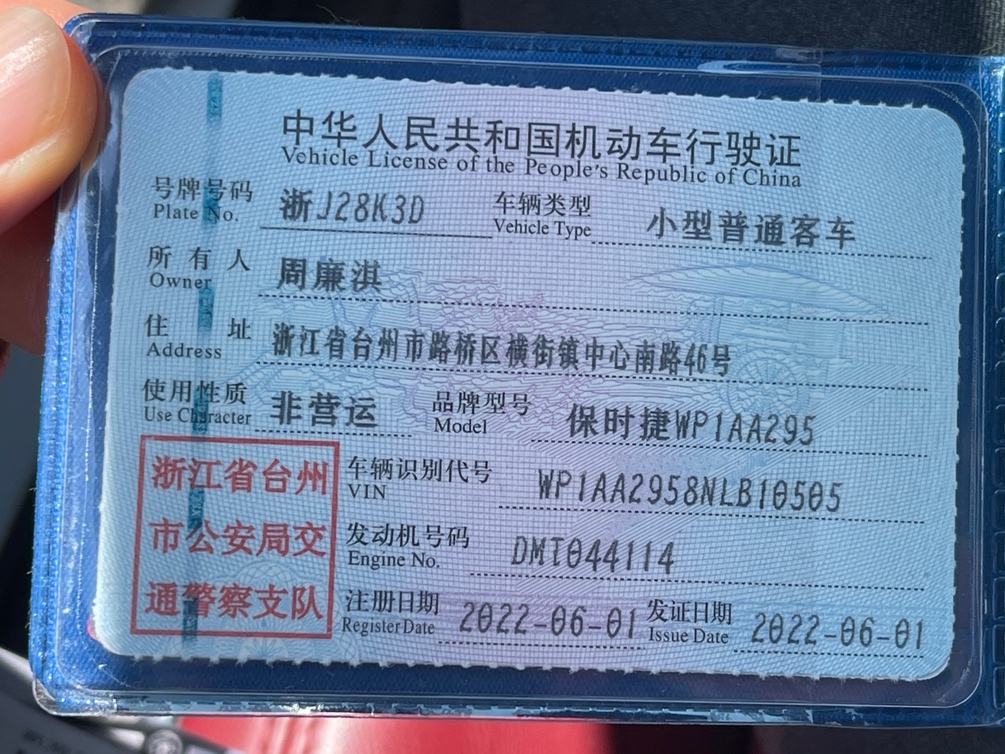 中华人民共和国机动车行驶证
Vehicle License of the People's Republic of China
号牌号码 浙J28K3D 车辆类型 小型普通客车
Plate No. Vehicle Type
所有人 周廉淇
Owner
住址 浙江省台州市路桥区横街镇中心南路46号
Address
使用性质 非营运 品牌型号 保时捷WP1AA295
Use Character Model
浙江省台州
市公安局交
通警察支队
车辆识别代号 WP1AA2958NLB10505
VIN
发动机号码 DMT044114
Engine No.
注册日期 2022-06-01 发证日期 2022-06-01
Register Date Issue Date